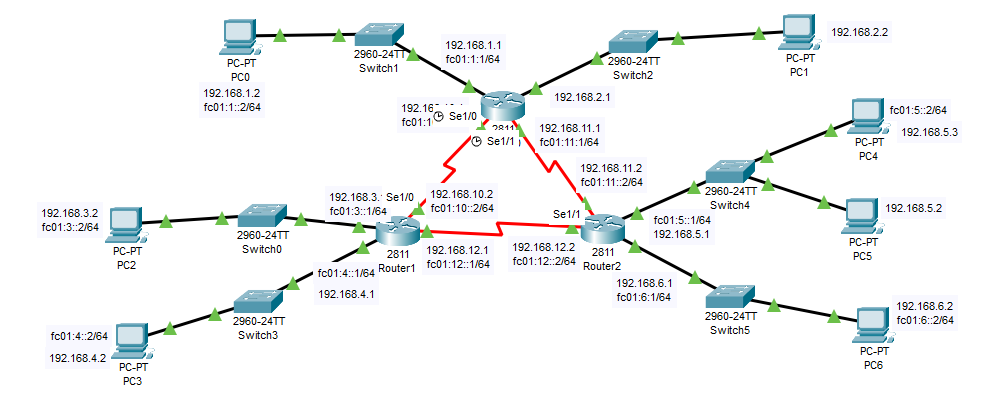 PC-PT
PC0
192.168.1.2
fc01:1::2/64
2960-24TT
Switch1
192.168.1.1
fc01:1:1/64
2960-24TT
Switch2
PC-PT
PC1
192.168.2.2
192.168.2.1
fc01:1
Se1/0
2811
Se1/1
192.168.11.1
fc01:11:1/64
fc01:5::2/64
192.168.5.3
PC-PT
PC4
192.168.11.2
fc01:11::2/64
2960-24TT
Switch4
192.168.3.
Se1/0
fc01:3::1/64
192.168.10.2
fc01:10::2/64
192.168.3.2
fc01:3::2/64
PC-PT
PC2
2960-24TT
Switch0
2811
Router1
192.168.12.1
fc01:12::1/64
Se1/1
192.168.12.2
fc01:12::2/64
2811
Router2
fc01:5::1/64
192.168.5.1
192.168.5.2
PC-PT
PC5
fc01:4::1/64
192.168.4.1
2960-24TT
Switch3
fc01:4::2/64
192.168.4.2
PC-PT
PC3
192.168.6.1
fc01:6:1/64
2960-24TT
Switch5
192.168.6.2
fc01:6::2/64
PC-PT
PC6